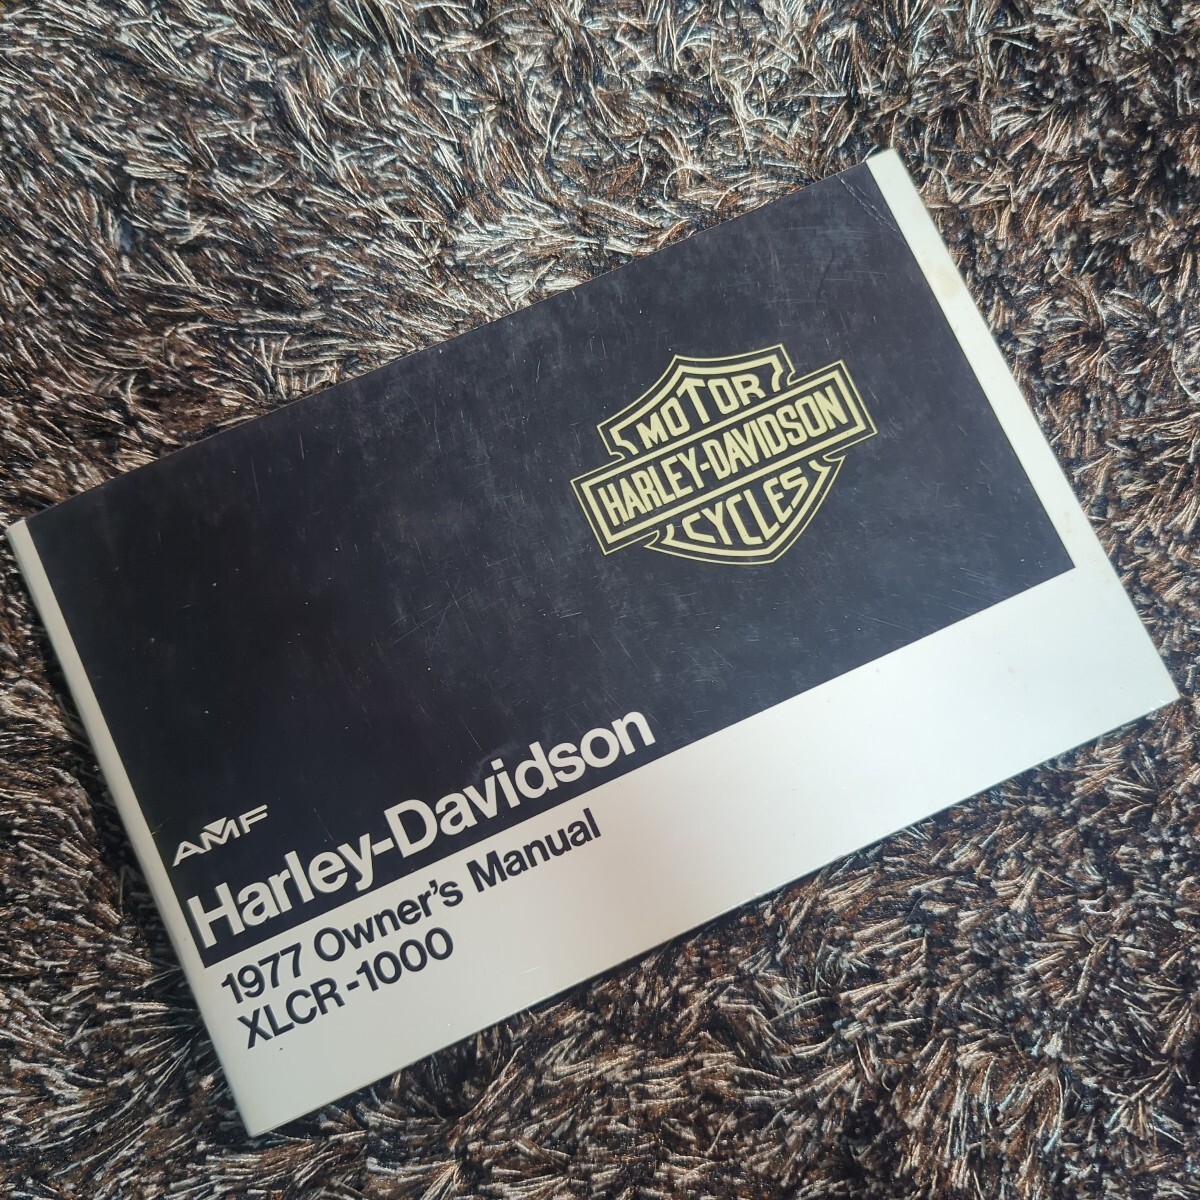 MOTOR
HARLEY-DAVIDSON
CYCLES
AMF
Harley-Davidson
1977 Owner's Manual
XLCR-1000